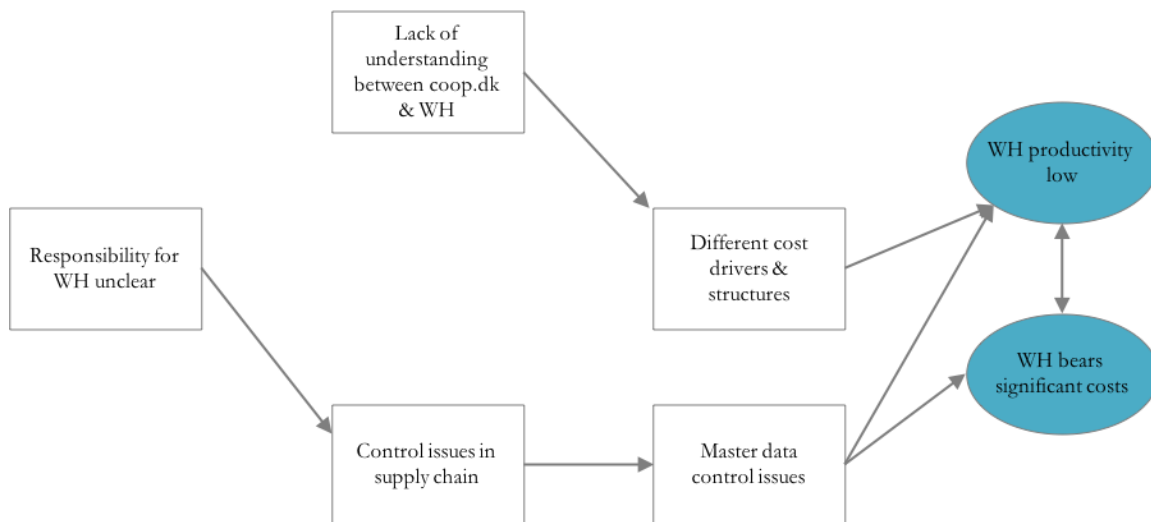 Lack of
understanding
between coop.dk
& WH
WH productivity
low
Responsibility for
WH unclear
Different cost
drivers &
structures
WH bears
significant costs
Control issues in
supply chain
Master data
control issues